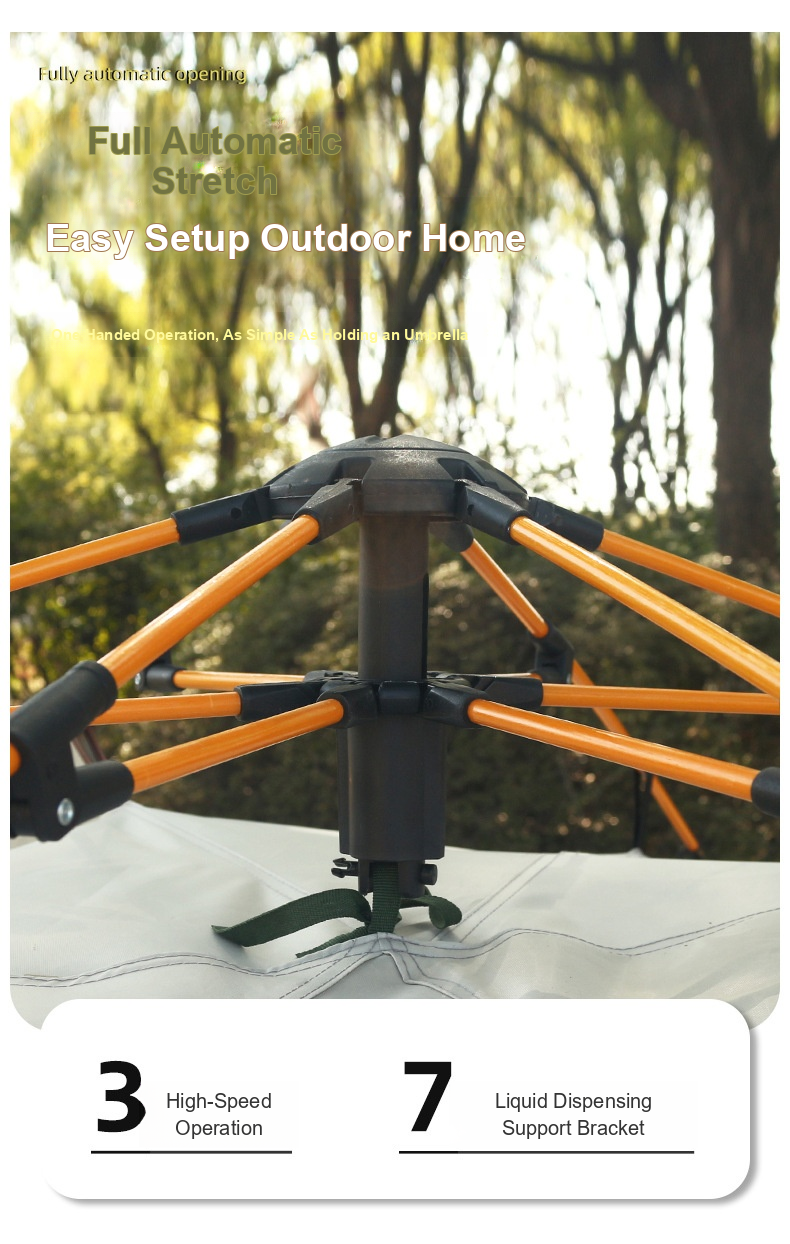 Fully automatic opening
Full Automatic
Stretch
Easy Setup Outdoor Home
One Handed Operation, As Simple As Holding an Umbrella
3
High-Speed
Operation
7
Liquid Dispensing
Support Bracket